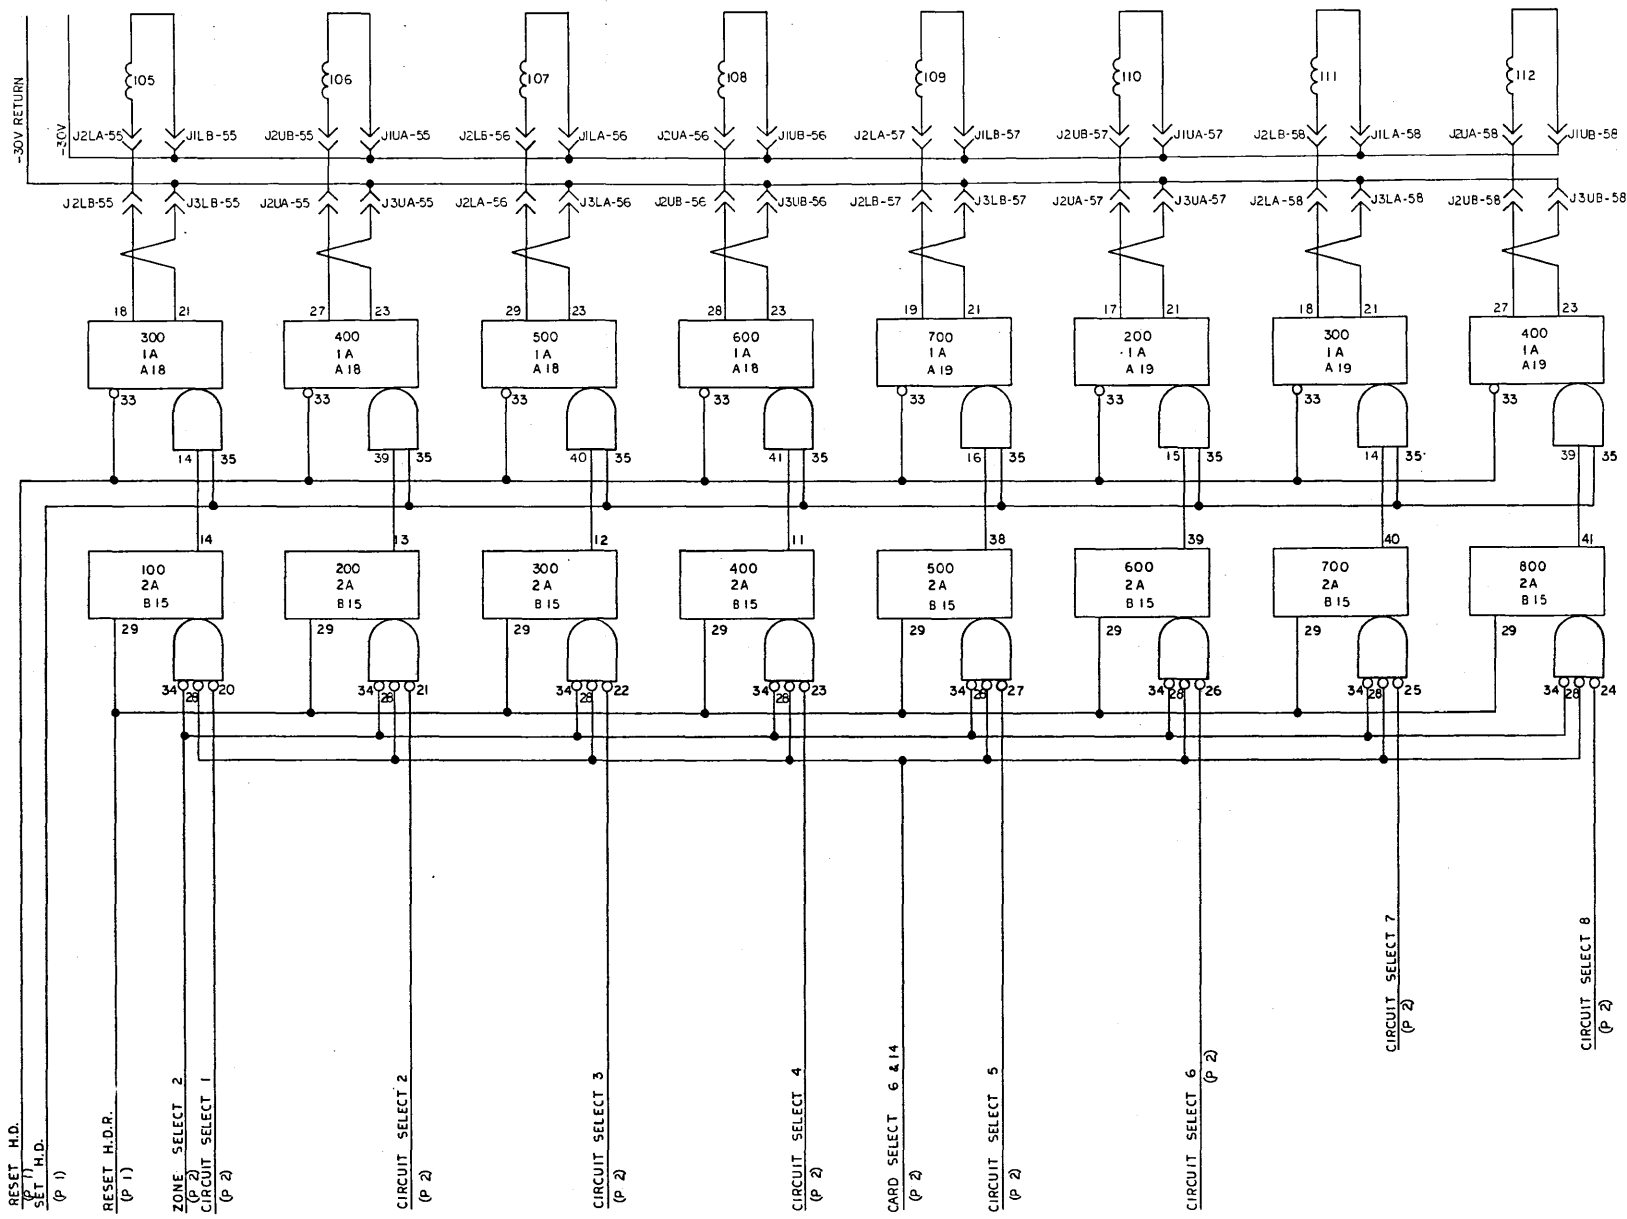 -30V RETURN
-30V
105 106 107 108 109 110 111 112
J2LA-55 J1LB-55 J2UB-55 J1UA-55 J2LB-56 J1LA-56 J2UA-56 J1UB-56 J2LA-57 J1LB-57 J2UB-57 J1UA-57 J2LB-58 J1LA-58 J2UA-58 J1UB-58
J2LB-55 J3LB-55 J2UA-55 J3UA-55 J2LA-56 J3LA-56 J2UB-56 J3UB-56 J2LB-57 J3LB-57 J2UA-57 J3UA-57 J2LA-58 J3LA-58 J2UB-58 J3UB-58
18 21 27 23 29 23 28 23 19 21 17 21 18 21 27 23
300 400 500 600 700 200 300 400
1A 1A 1A 1A 1A 1A 1A 1A
A18 A18 A18 A18 A19 A19 A19 A19
33 33 33 33 33 33 33 33
14 35 39 35 40 35 41 35 16 35 15 35 14 35 39 35
14 13 12 11 38 39 40 41
100 200 300 400 500 600 700 800
2A 2A 2A 2A 2A 2A 2A 2A
B15 B15 B15 B15 B15 B15 B15 B15
29 29 29 29 29 29 29 29
34 28 20 34 28 21 34 28 22 34 28 23 34 28 27 34 28 26 34 28 25 34 28 24
RESET H.D.
(P 1)
SET H.D.
(P 1)
RESET H.D.R.
(P 1)
ZONE SELECT 2
(P 2)
CIRCUIT SELECT 1
(P 2)
CIRCUIT SELECT 2
(P 2)
CIRCUIT SELECT 3
(P 2)
CIRCUIT SELECT 4
(P 2)
CARD SELECT 6 & 14
(P 2)
CIRCUIT SELECT 5
(P 2)
CIRCUIT SELECT 6
(P 2)
CIRCUIT SELECT 7
(P 2)
CIRCUIT SELECT 8
(P 2)